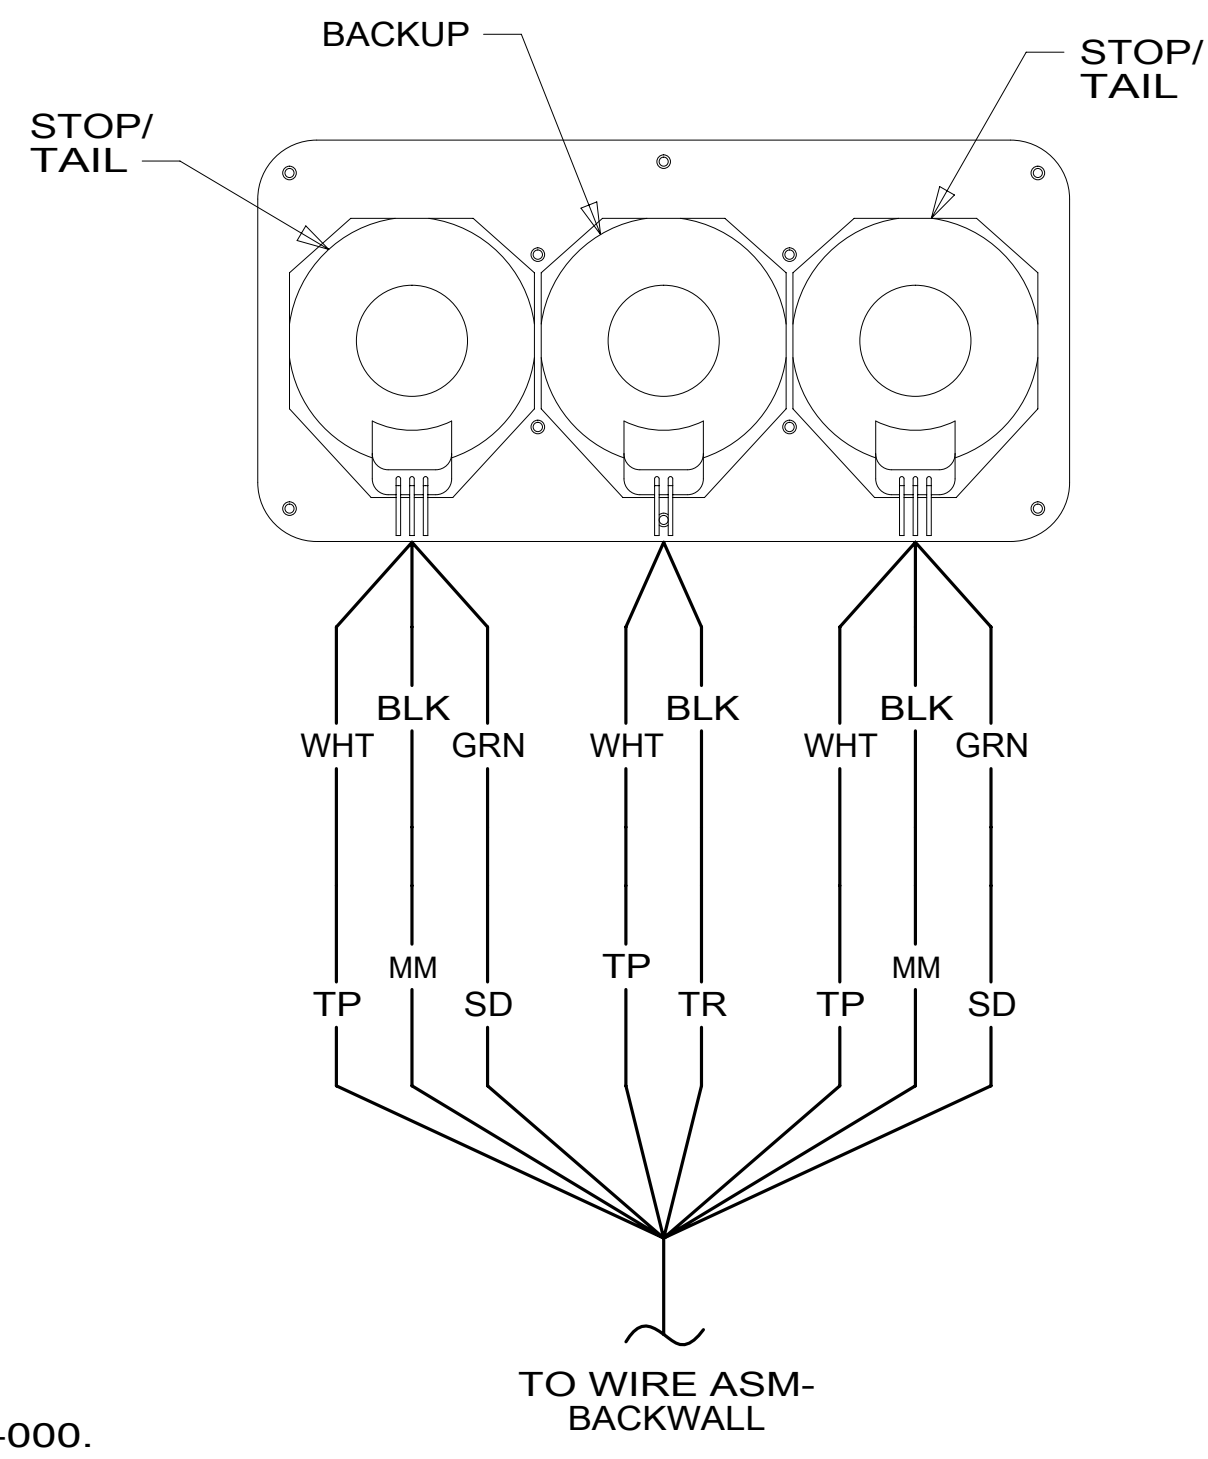 BACKUP
STOP/
TAIL
STOP/
TAIL
BLK
BLK
BLK
WHT
GRN
WHT
WHT
GRN
MM
TP
MM
TP
SD
TR
TP
SD
TO WIRE ASM-
BACKWALL
-000.